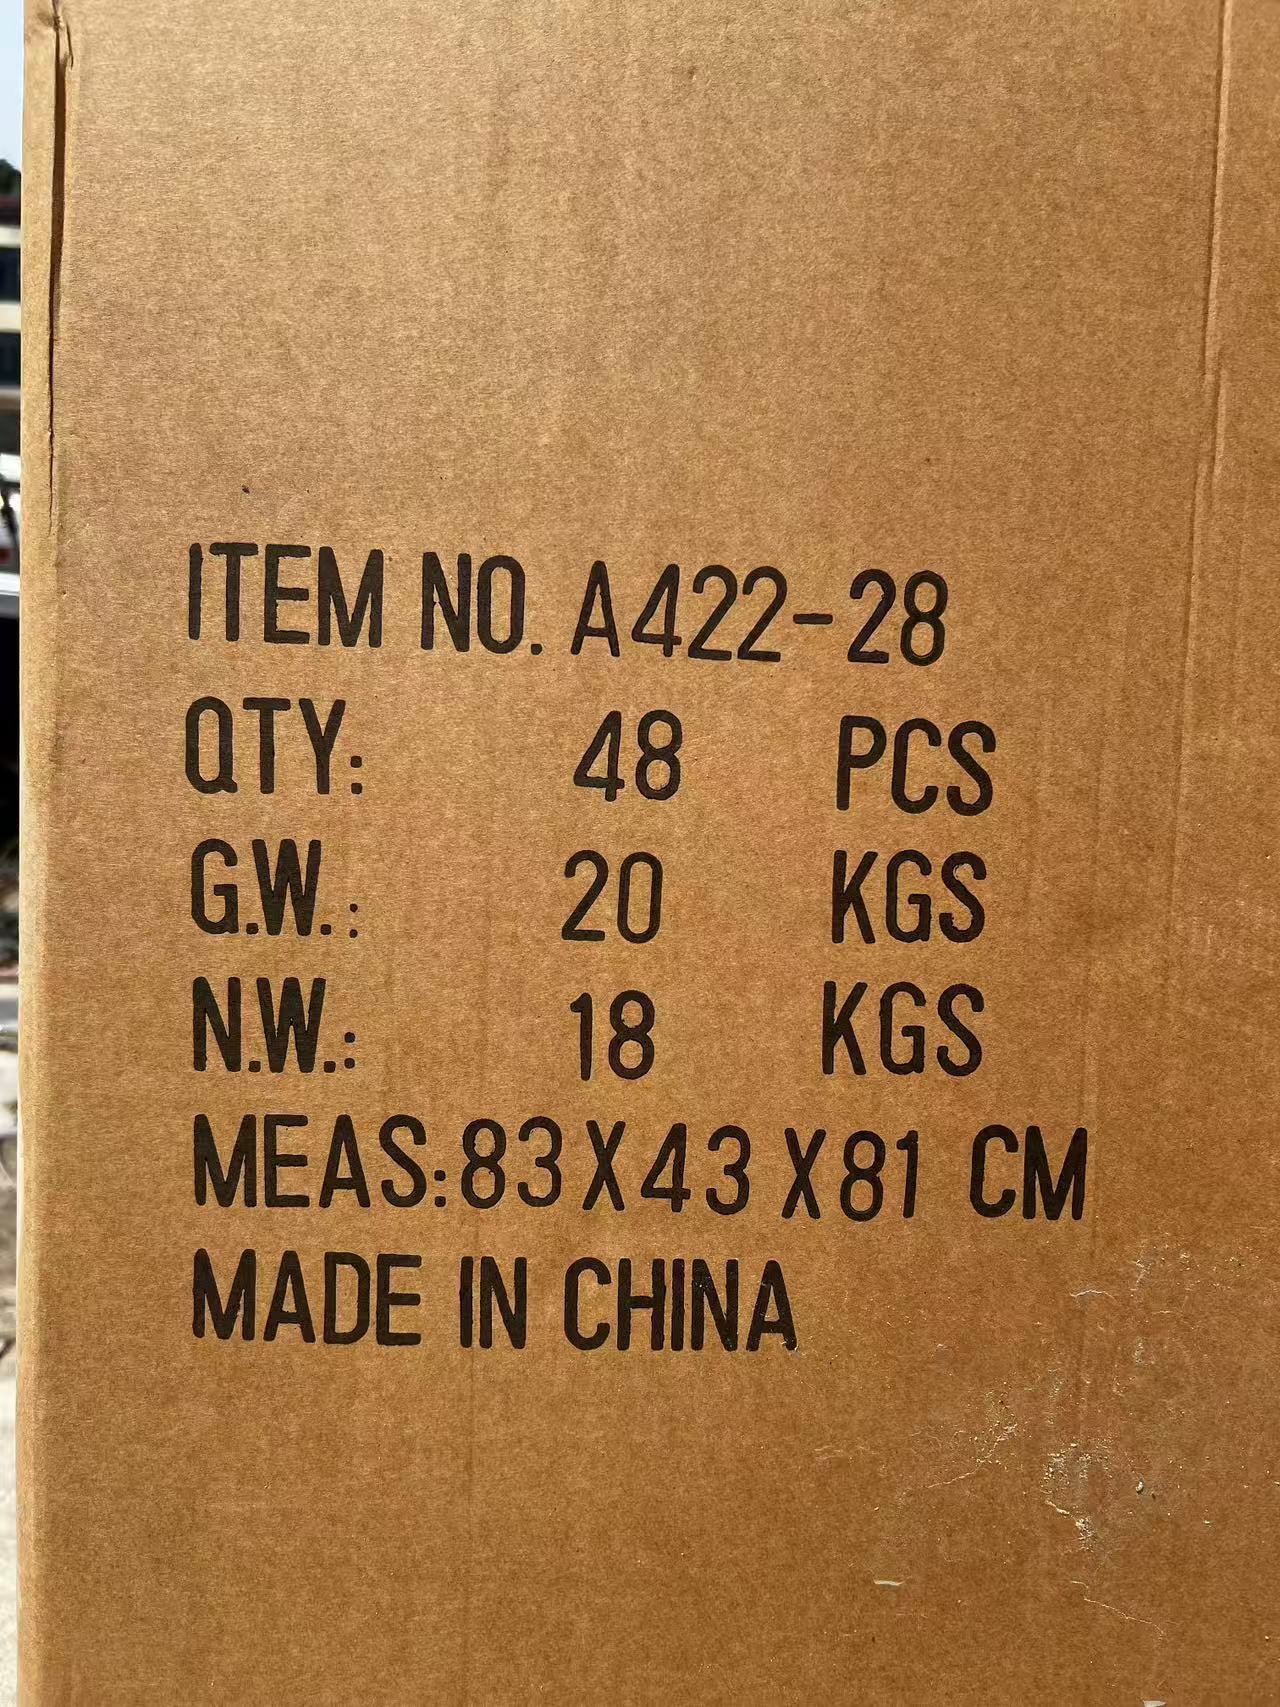 ITEM NO. A422-28
QTY: 48 PCS
G.W.: 20 KGS
N.W.: 18 KGS
MEAS:83X43X81 CM
MADE IN CHINA